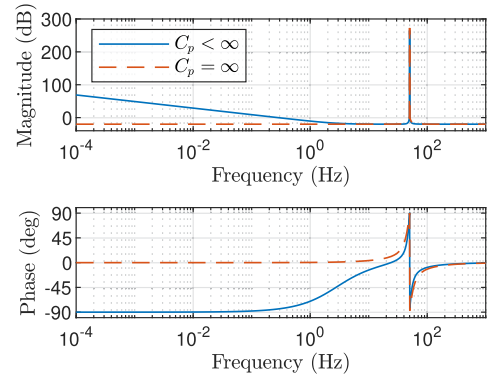 Magnitude (dB)
300
200
100
0
C_p < ∞
C_p = ∞
10^-4
10^-2
10^0
10^2
Frequency (Hz)
Phase (deg)
90
45
0
-45
-90
10^-4
10^-2
10^0
10^2
Frequency (Hz)